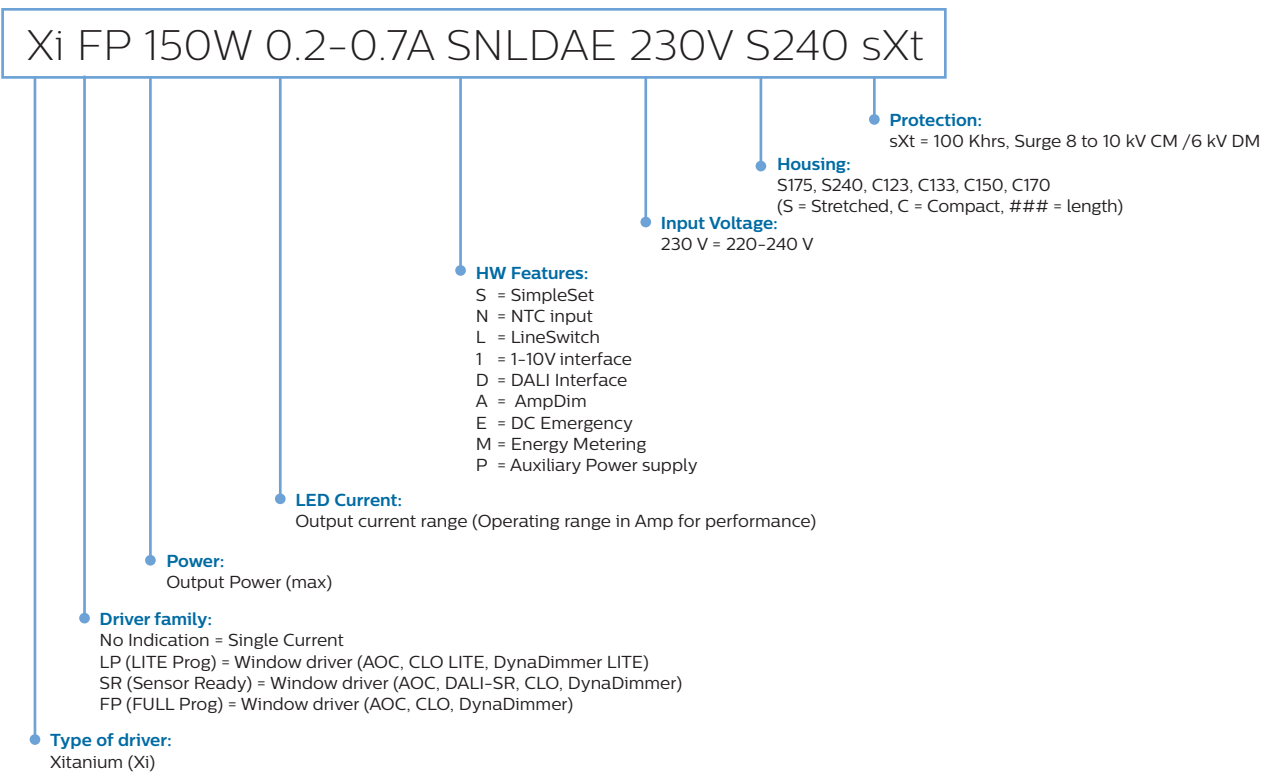 Xi FP 150W 0.2-0.7A SNLDAE 230V S240 sXt
Protection:
sXt = 100 Khrs, Surge 8 to 10 kV CM /6 kV DM
Housing:
S175, S240, C123, C133, C150, C170
(S = Stretched, C = Compact, ### = length)
Input Voltage:
230 V = 220-240 V
HW Features:
S = SimpleSet
N = NTC input
L = LineSwitch
1 = 1-10V interface
D = DALI Interface
A = AmpDim
E = DC Emergency
M = Energy Metering
P = Auxiliary Power supply
LED Current:
Output current range (Operating range in Amp for performance)
Power:
Output Power (max)
Driver family:
No Indication = Single Current
LP (LITE Prog) = Window driver (AOC, CLO LITE, DynaDimmer LITE)
SR (Sensor Ready) = Window driver (AOC, DALI-SR, CLO, DynaDimmer)
FP (FULL Prog) = Window driver (AOC, CLO, DynaDimmer)
Type of driver:
Xitanium (Xi)